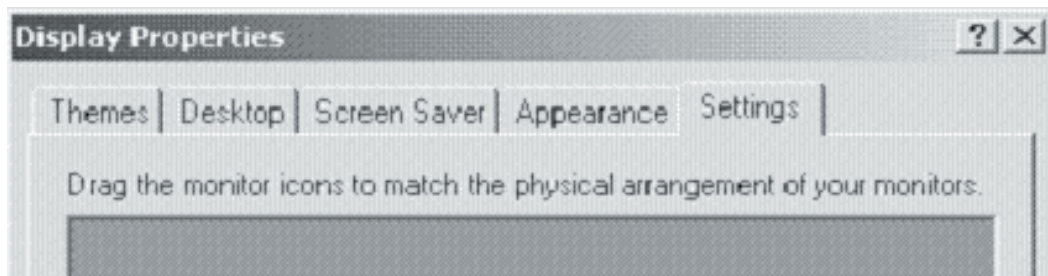 Display Properties ? X
Themes Desktop Screen Saver Appearance Settings
Drag the monitor icons to match the physical arrangement of your monitors.